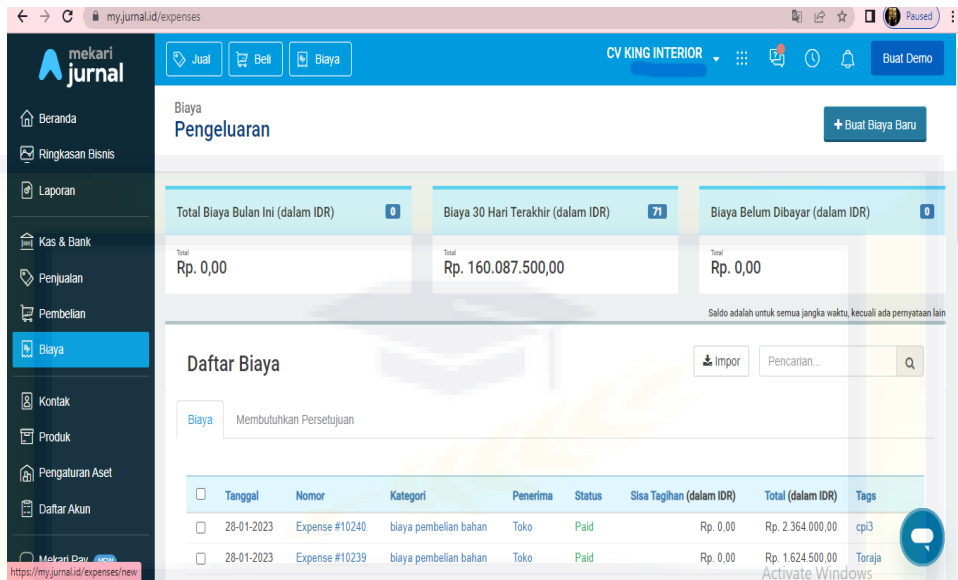 my.jurnal.id/expenses
Paused
mekari
jurnal
Jual
Beli
Biaya
CV KING INTERIOR
Buat Demo
Beranda
Ringkasan Bisnis
Laporan
Kas & Bank
Penjualan
Pembelian
Biaya
Kontak
Produk
Pengaturan Aset
Daftar Akun
Mekari Pay NEW
https://my.jurnal.id/expenses/new
Biaya
Pengeluaran
+ Buat Biaya Baru
Total Biaya Bulan Ini (dalam IDR) 0
Total
Rp. 0,00
Biaya 30 Hari Terakhir (dalam IDR) 71
Total
Rp. 160.087.500,00
Biaya Belum Dibayar (dalam IDR) 0
Total
Rp. 0,00
Saldo adalah untuk semua jangka waktu, kecuali ada pernyataan lain
Daftar Biaya
Impor
Pencarian...
Biaya Membutuhkan Persetujuan
Tanggal Nomor Kategori Penerima Status Sisa Tagihan (dalam IDR) Total (dalam IDR) Tags
28-01-2023 Expense #10240 biaya pembelian bahan Toko Paid Rp. 0,00 Rp. 2.364.000,00 cpi3
28-01-2023 Expense #10239 biaya pembelian bahan Toko Paid Rp. 0,00 Rp. 1.624.500,00 Toraja
Activate Windows